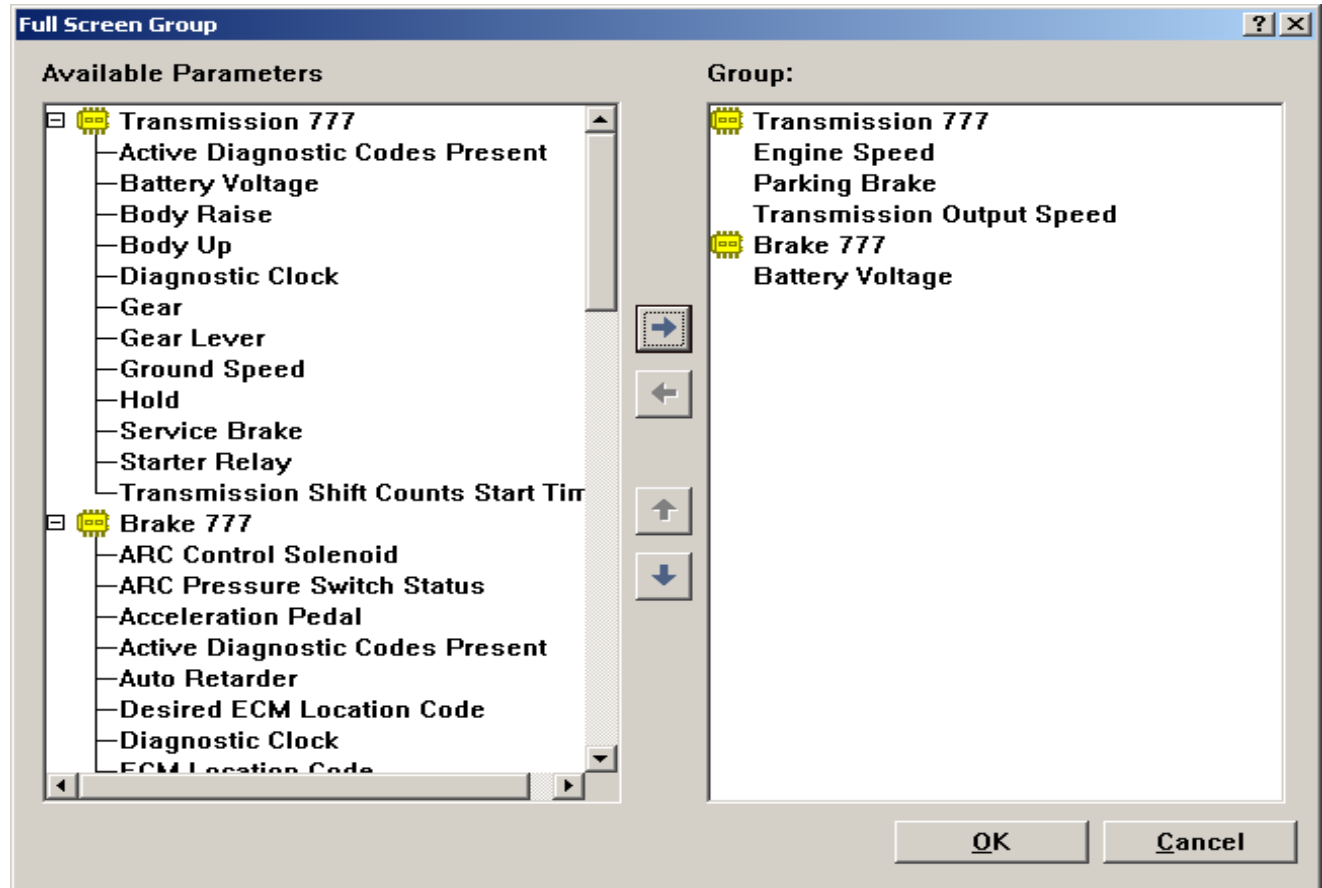 Full Screen Group
Available Parameters
Transmission 777
Active Diagnostic Codes Present
Battery Voltage
Body Raise
Body Up
Diagnostic Clock
Gear
Gear Lever
Ground Speed
Hold
Service Brake
Starter Relay
Transmission Shift Counts Start Tim
Brake 777
ARC Control Solenoid
ARC Pressure Switch Status
Acceleration Pedal
Active Diagnostic Codes Present
Auto Retarder
Desired ECM Location Code
Diagnostic Clock
ECM Location Code
Group:
Transmission 777
Engine Speed
Parking Brake
Transmission Output Speed
Brake 777
Battery Voltage
OK
Cancel